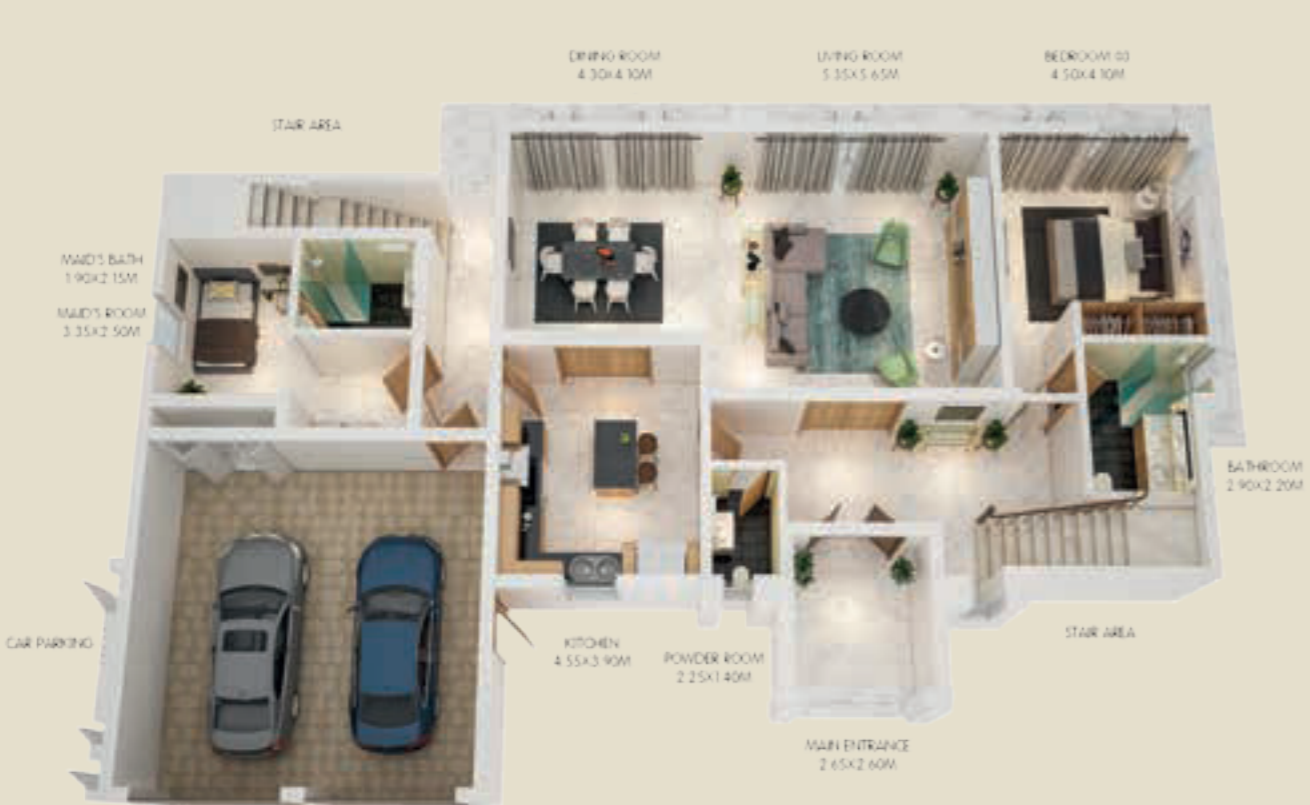 DINING ROOM
4.30X4.10M
LIVING ROOM
5.35X5.65M
BEDROOM 03
4.50X4.10M
STAIR AREA
MAID'S BATH
1.90X2.15M
MAID'S ROOM
3.35X2.50M
BATHROOM
2.90X2.20M
CAR PARKING
KITCHEN
4.55X3.90M
POWDER ROOM
2.25X1.40M
STAIR AREA
MAIN ENTRANCE
2.65X2.60M